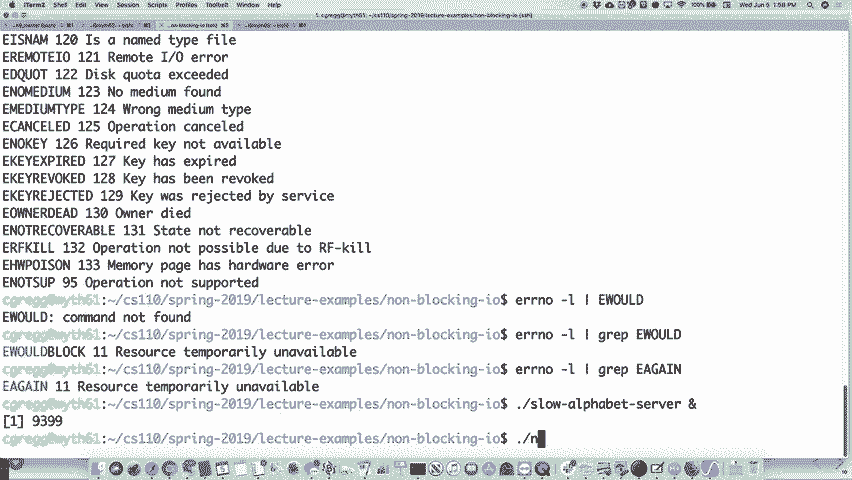 iTerm2 Shell Edit View Session Scripts Profiles Toolbelt Window Help 100% Wed Jun 5 1:58 PM
1. cgregg@myth61:~/cs110/spring-2019/lecture-examples/non-blocking-io (ssh)
EISNAM 120 Is a named type file
EREMOTEIO 121 Remote I/O error
EDQUOT 122 Disk quota exceeded
ENOMEDIUM 123 No medium found
EMEDIUMTYPE 124 Wrong medium type
ECANCELED 125 Operation canceled
ENOKEY 126 Required key not available
EKEYEXPIRED 127 Key has expired
EKEYREVOKED 128 Key has been revoked
EKEYREJECTED 129 Key was rejected by service
EOWNERDEAD 130 Owner died
ENOTRECOVERABLE 131 State not recoverable
ERFKILL 132 Operation not possible due to RF-kill
EHWPOISON 133 Memory page has hardware error
ENOTSUP 95 Operation not supported
cgregg@myth61:~/cs110/spring-2019/lecture-examples/non-blocking-io$ errno -l | EWOULD
EWOULD: command not found
cgregg@myth61:~/cs110/spring-2019/lecture-examples/non-blocking-io$ errno -l | grep EWOULD
EWOULDBLOCK 11 Resource temporarily unavailable
cgregg@myth61:~/cs110/spring-2019/lecture-examples/non-blocking-io$ errno -l | grep EAGAIN
EAGAIN 11 Resource temporarily unavailable
cgregg@myth61:~/cs110/spring-2019/lecture-examples/non-blocking-io$ ./slow-alphabet-server &
[1] 9399
cgregg@myth61:~/cs110/spring-2019/lecture-examples/non-blocking-io$ ./n